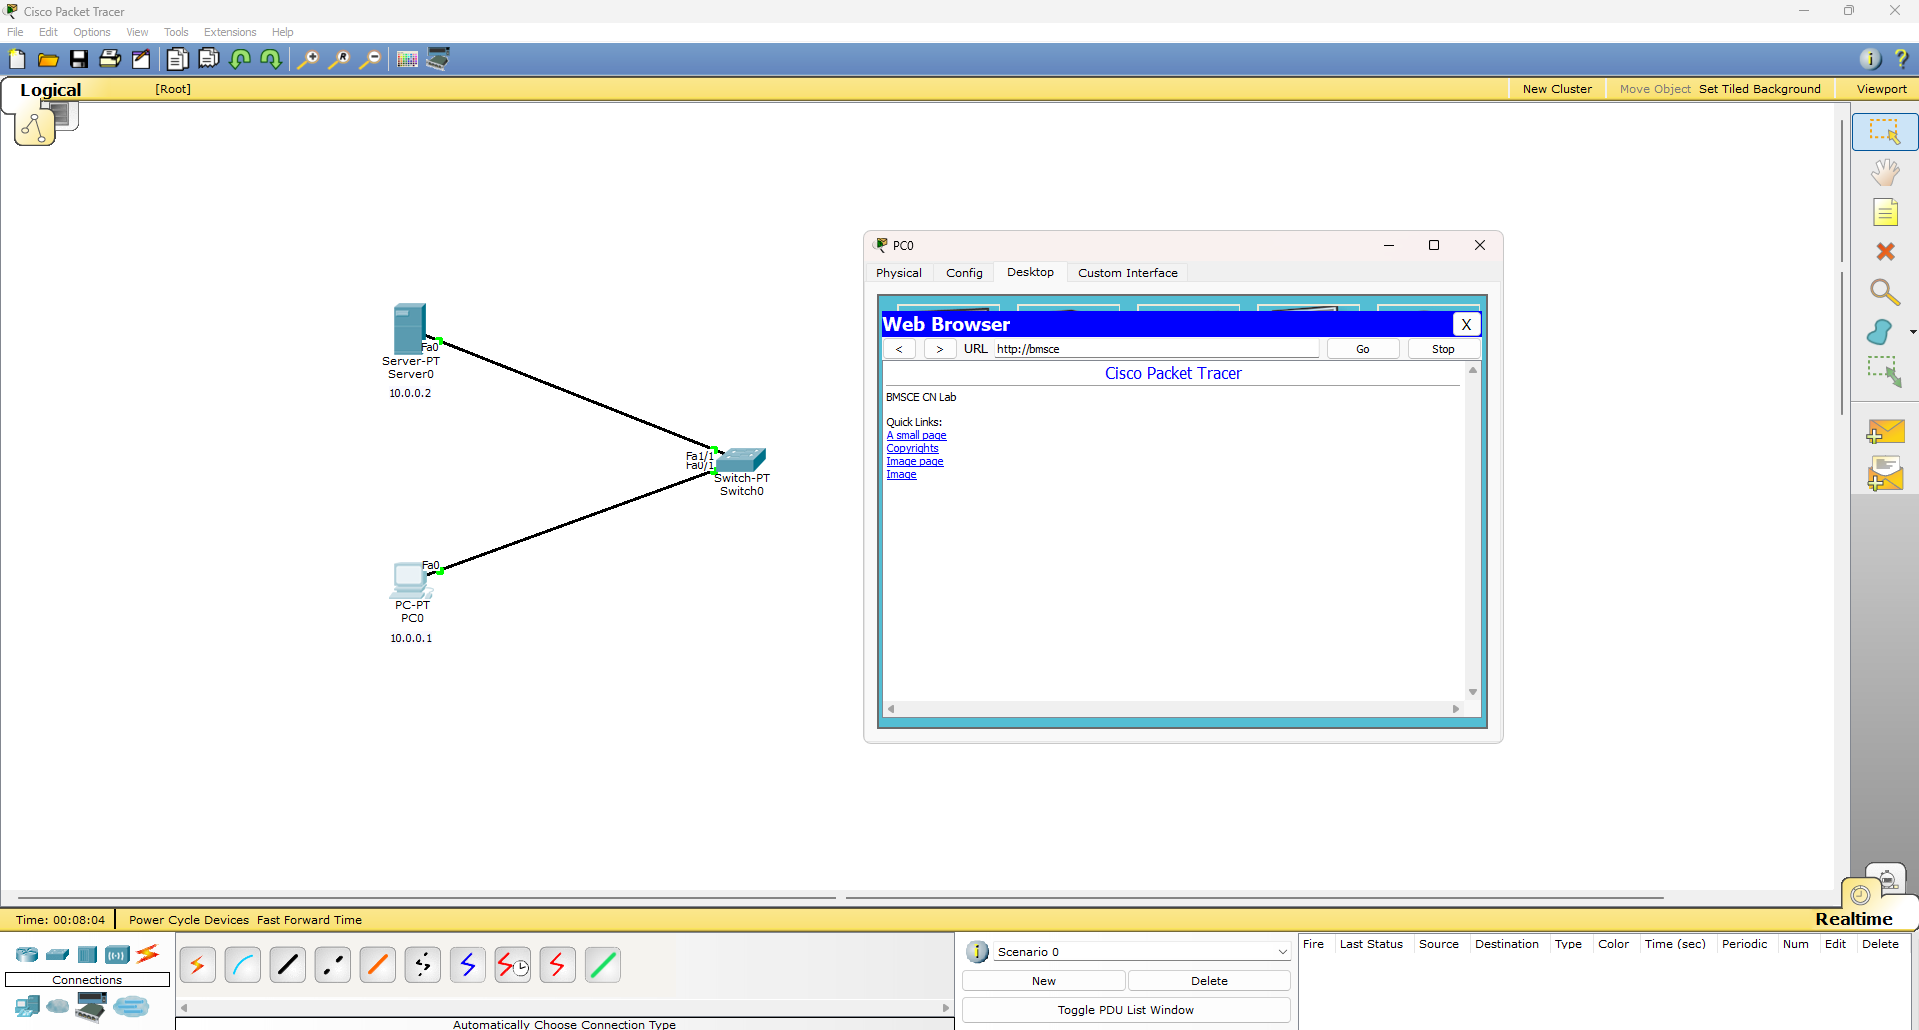 Cisco Packet Tracer
File Edit Options View Tools Extensions Help
Logical [Root] New Cluster Move Object Set Tiled Background Viewport
Fa0
Server-PT
Server0
10.0.0.2
Fa1/1
Fa0/1
Switch-PT
Switch0
Fa0
PC-PT
PC0
10.0.0.1
PC0
Physical Config Desktop Custom Interface
Web Browser X
< > URL http://bmsce Go Stop
Cisco Packet Tracer
BMSCE CN Lab
Quick Links:
A small page
Copyrights
Image page
Image
Time: 00:08:04 Power Cycle Devices Fast Forward Time Realtime
Connections
Automatically Choose Connection Type
Scenario 0
New Delete
Toggle PDU List Window
Fire Last Status Source Destination Type Color Time (sec) Periodic Num Edit Delete